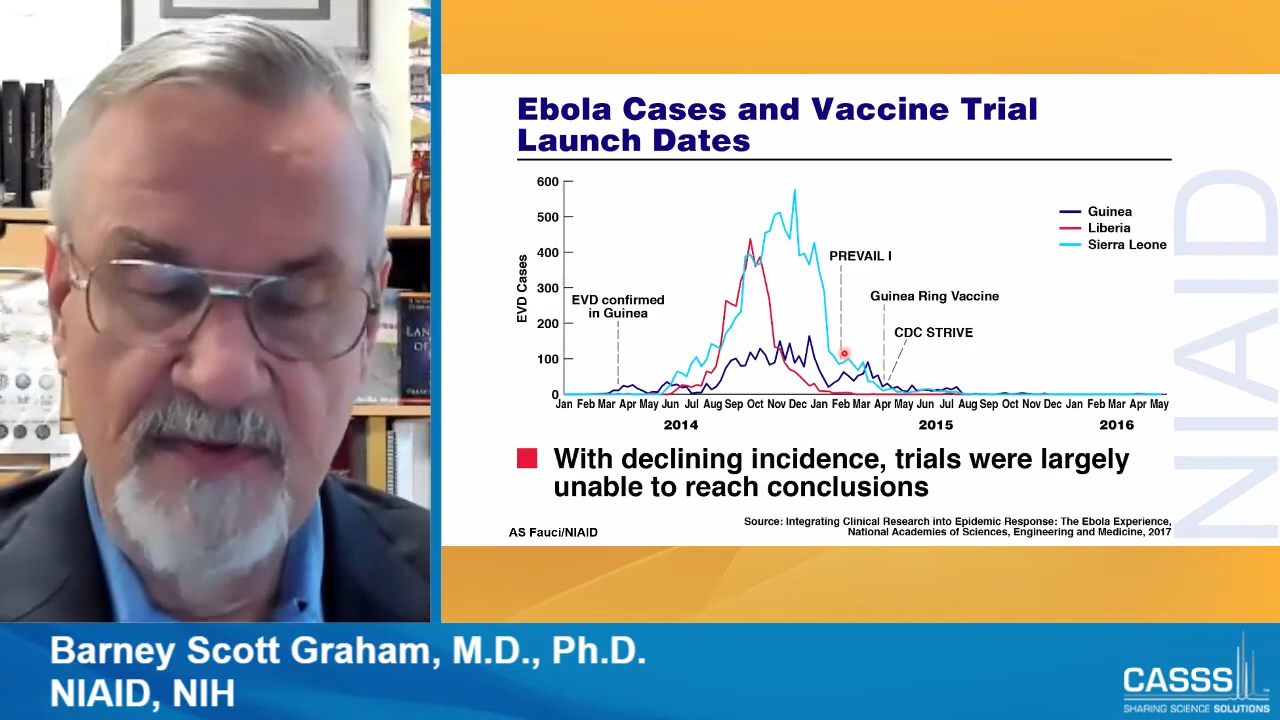 Ebola Cases and Vaccine Trial
Launch Dates
600
500
400
300
200
100
0
EVD Cases
EVD confirmed
in Guinea
PREVAIL I
Guinea Ring Vaccine
CDC STRIVE
Guinea
Liberia
Sierra Leone
Jan Feb Mar Apr May Jun Jul Aug Sep Oct Nov Dec Jan Feb Mar Apr May Jun Jul Aug Sep Oct Nov Dec Jan Feb Mar Apr May
2014 2015 2016
With declining incidence, trials were largely
unable to reach conclusions
AS Fauci/NIAID
Source: Integrating Clinical Research into Epidemic Response: The Ebola Experience,
National Academies of Sciences, Engineering and Medicine, 2017
NIAID
Barney Scott Graham, M.D., Ph.D.
NIAID, NIH
CASSS
SHARING SCIENCE SOLUTIONS